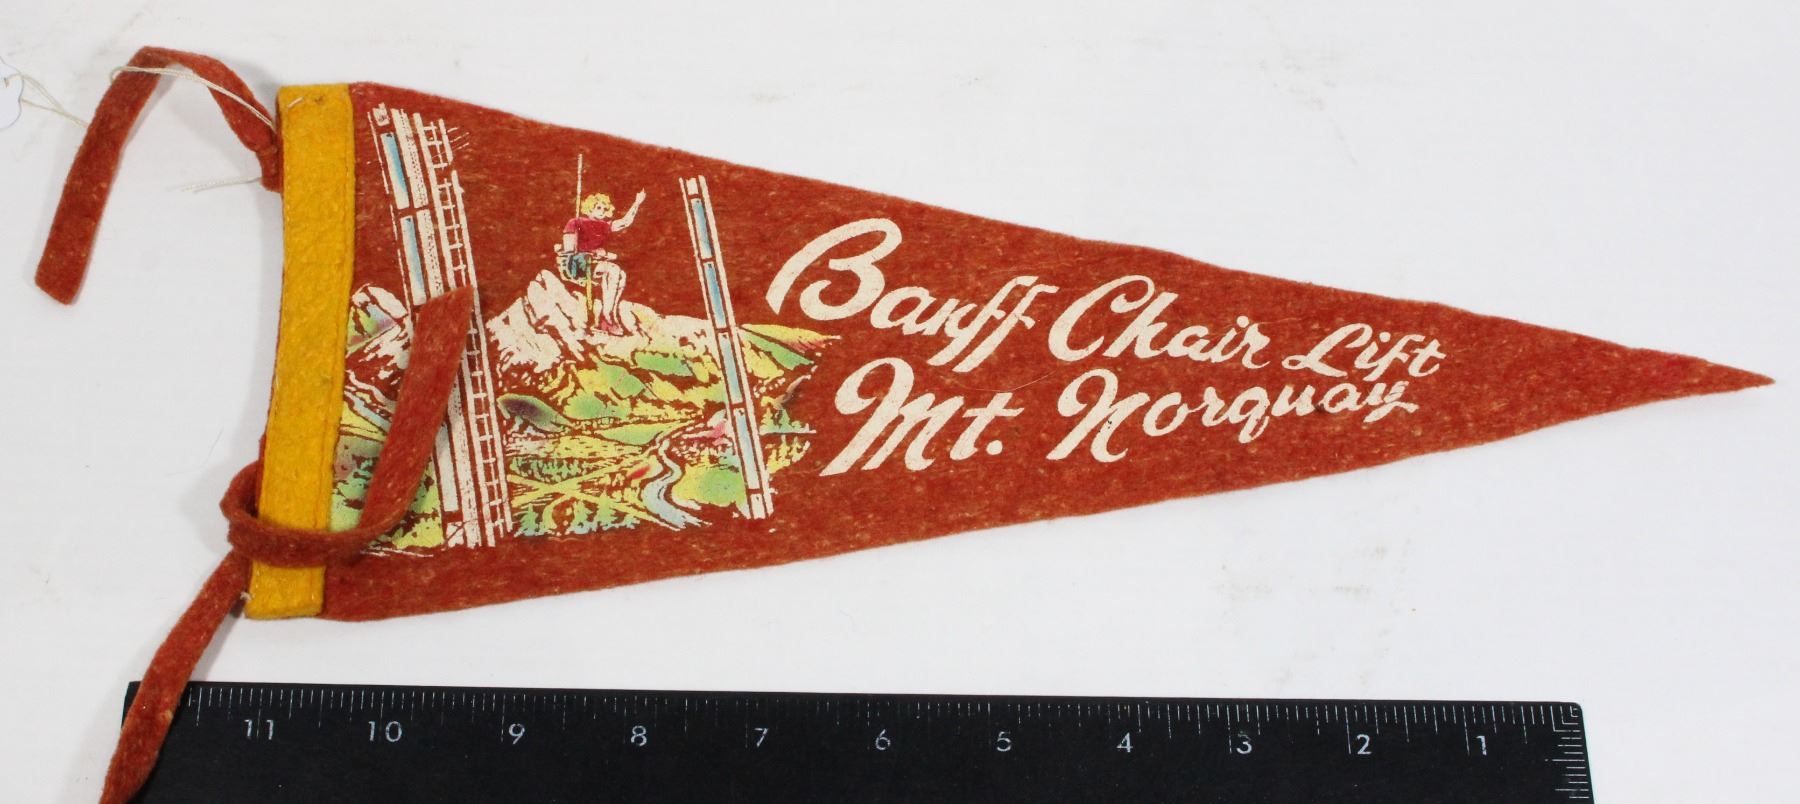 Banff Chair Lift
Mt. Norquay
11 10 9 8 7 6 5 4 3 2 1